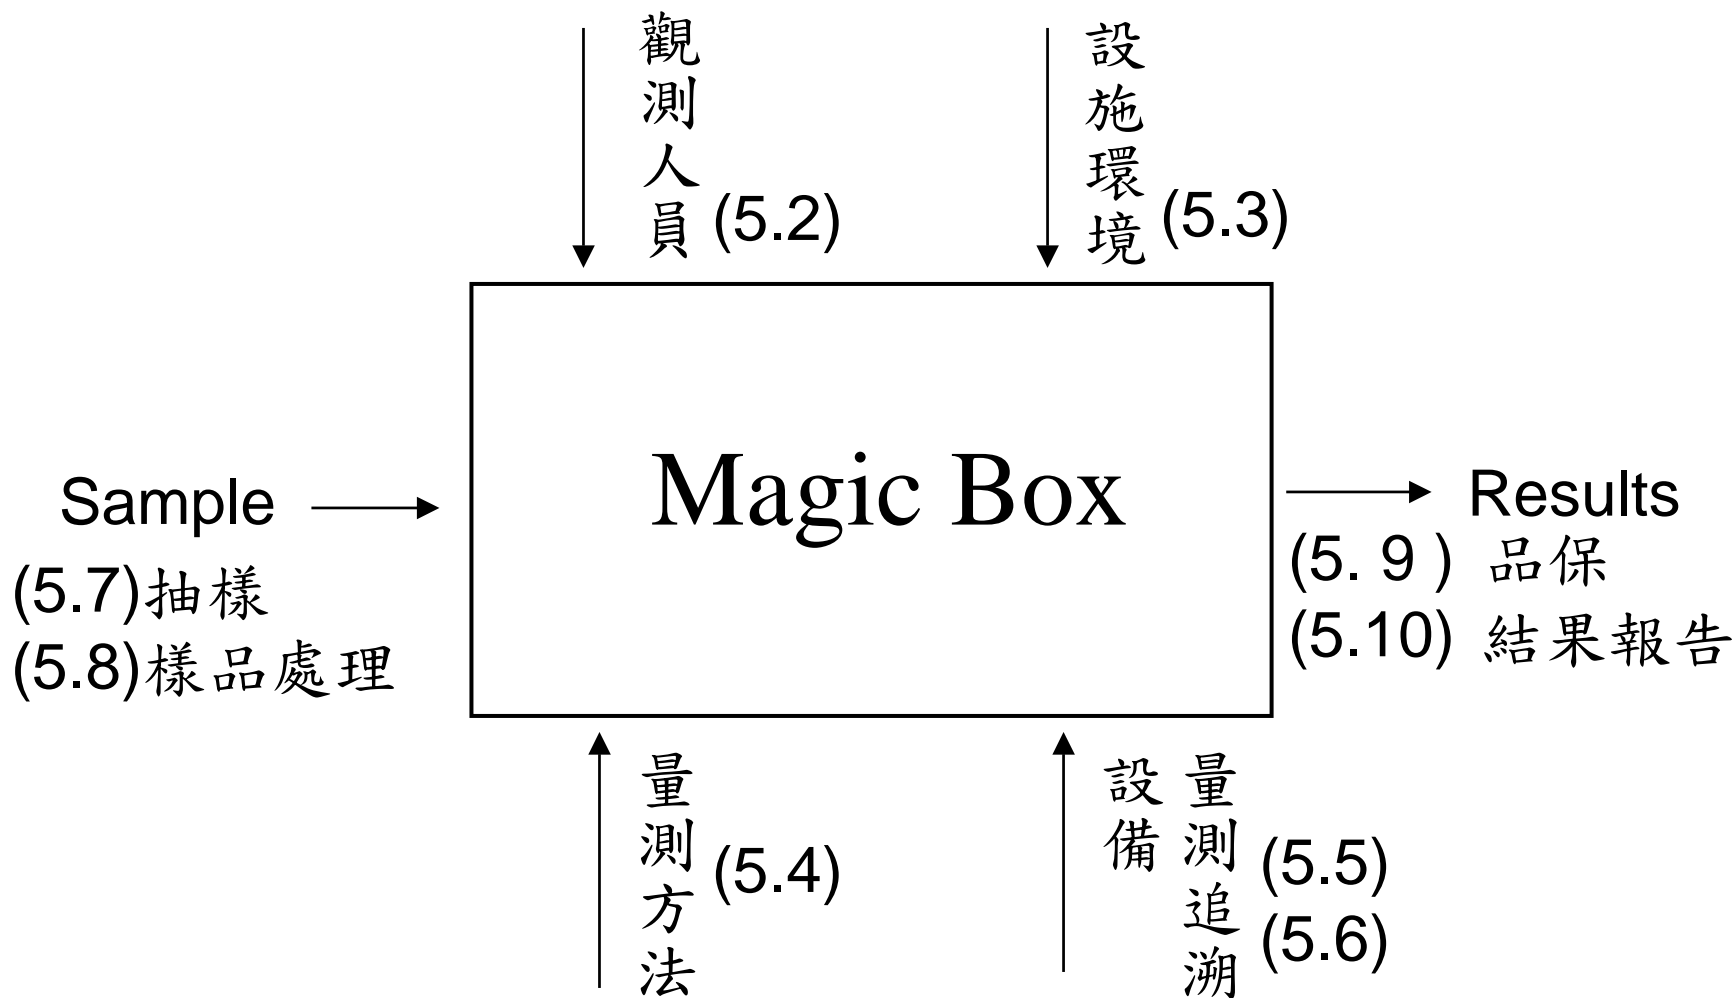 觀測人員 (5.2)
設施環境 (5.3)
Magic Box
Sample
(5.7)抽樣
(5.8)樣品處理
Results
(5. 9 ) 品保
(5.10) 結果報告
量測方法 (5.4)
設備
量測追溯
(5.5)
(5.6)